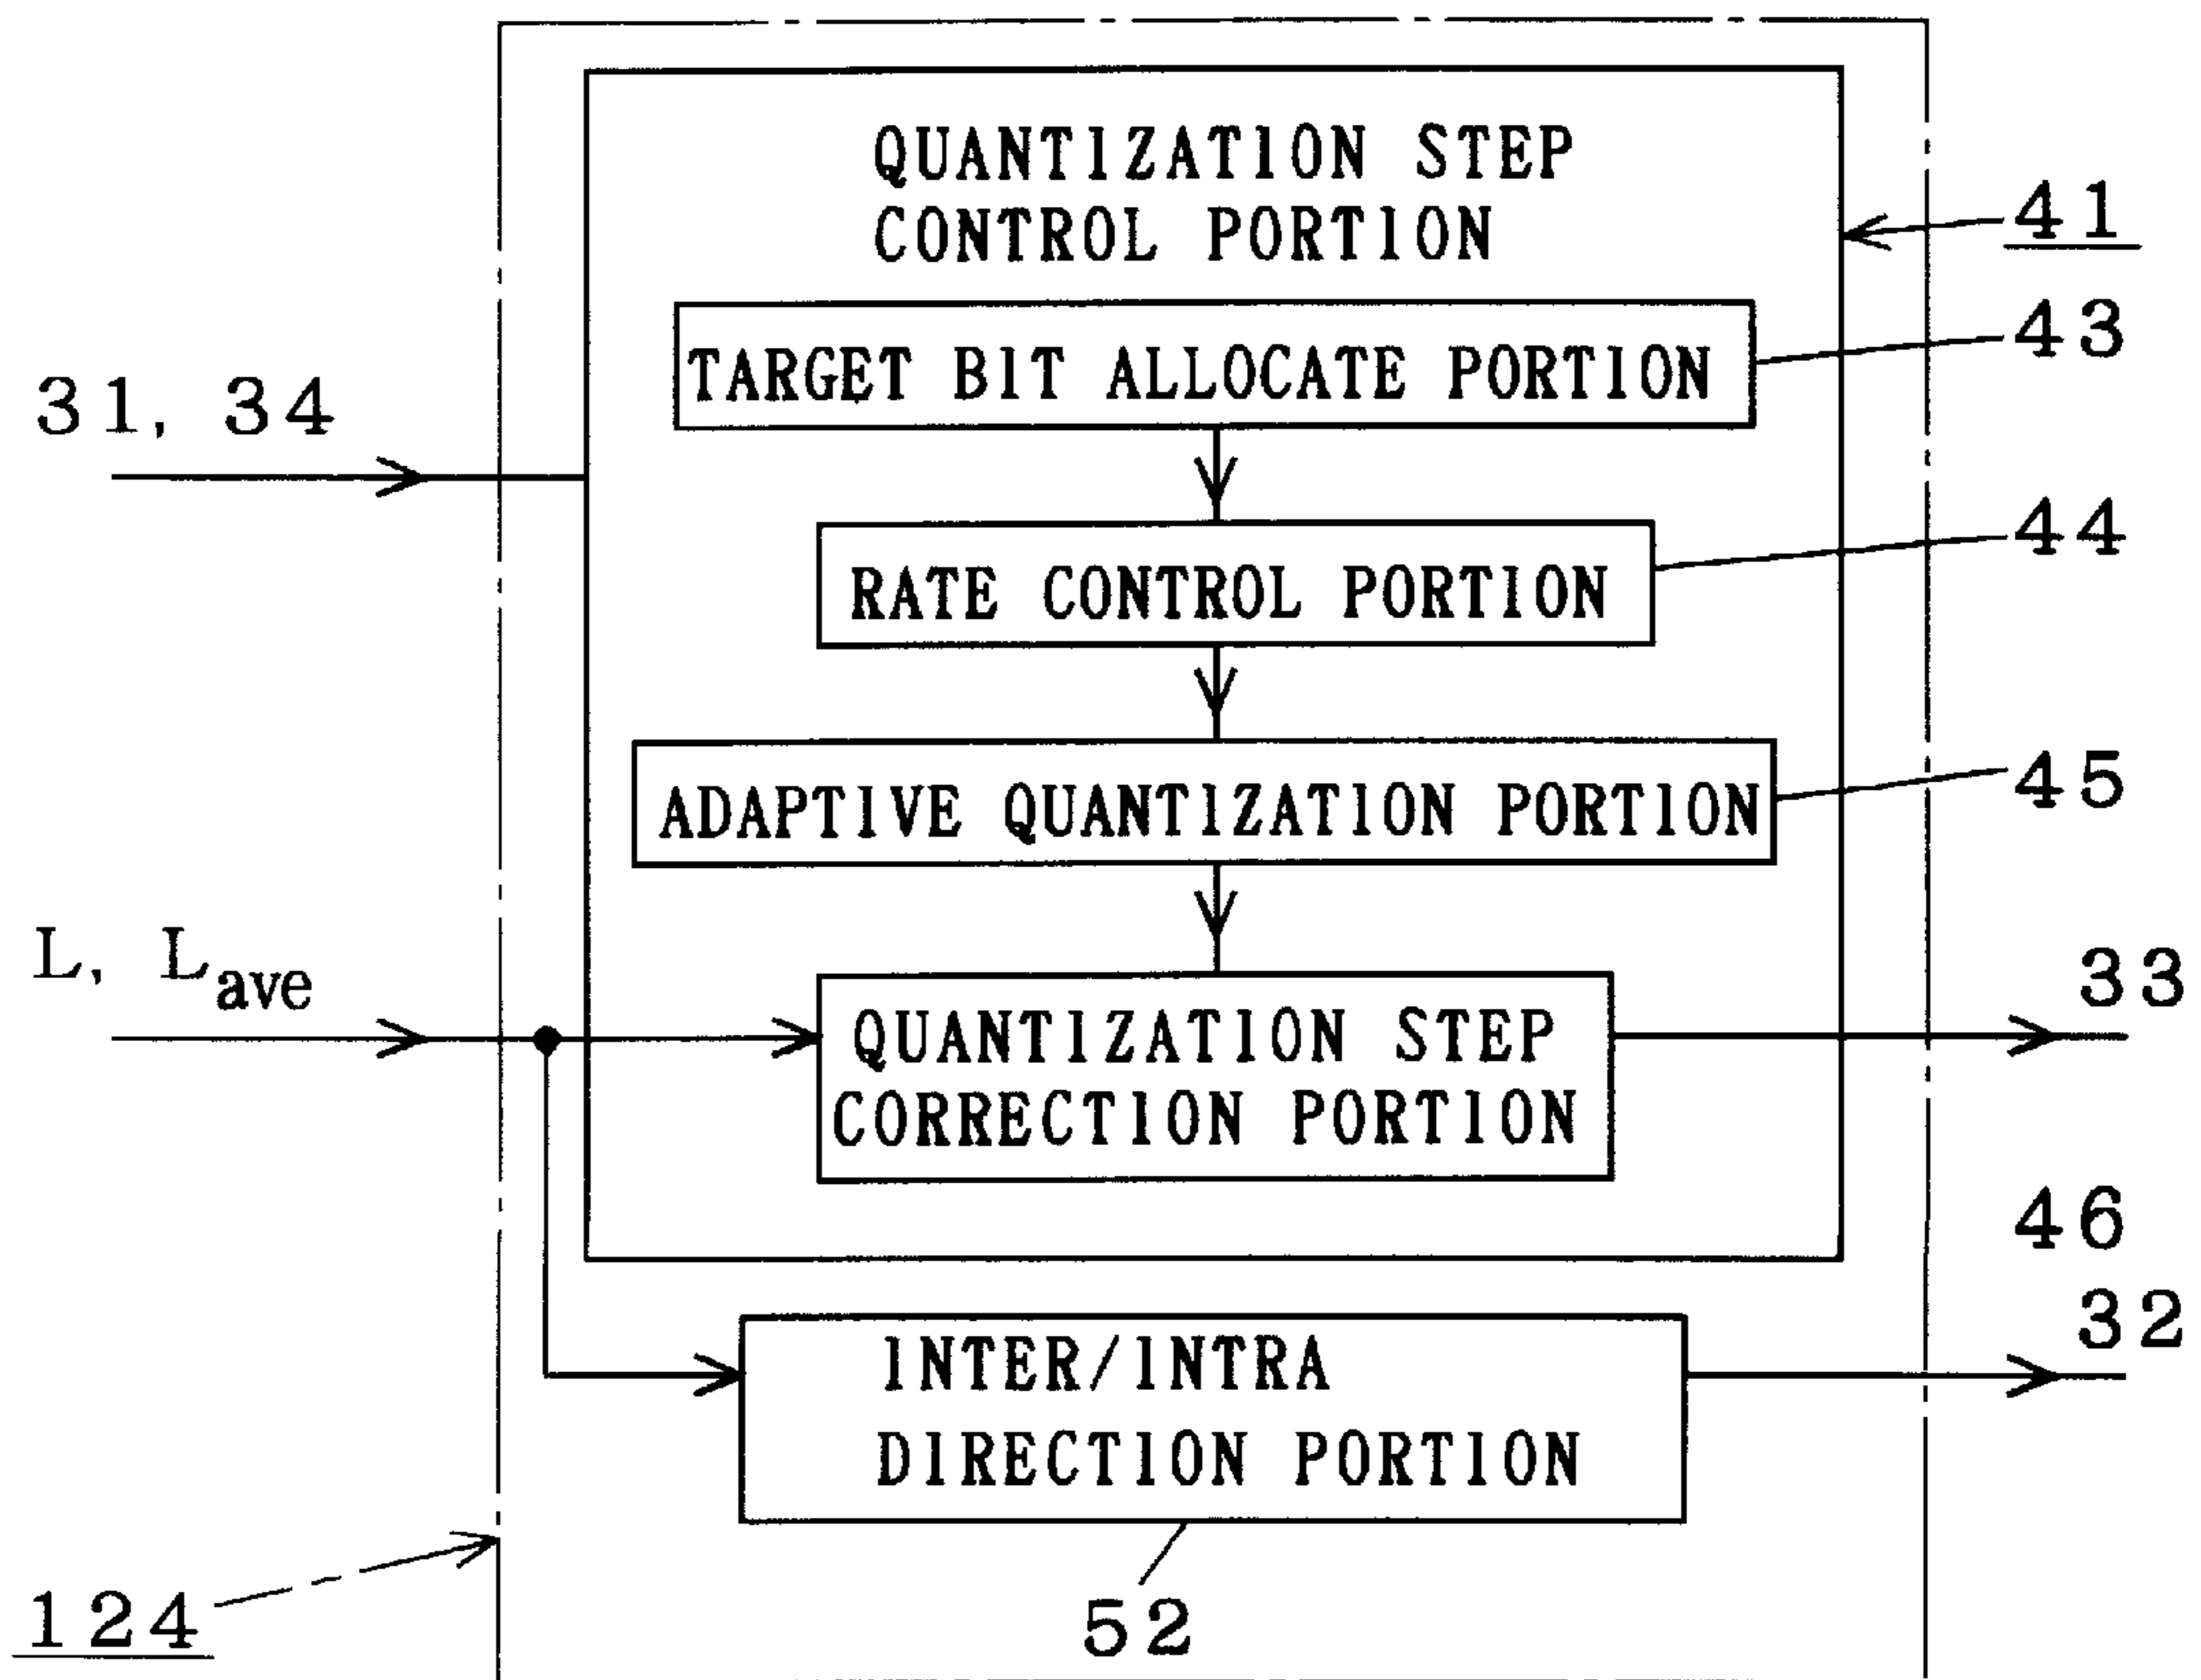 QUANTIZATION STEP
CONTROL PORTION
41
TARGET BIT ALLOCATE PORTION
43
31, 34
RATE CONTROL PORTION
44
ADAPTIVE QUANTIZATION PORTION
45
L, Lave
QUANTIZATION STEP
CORRECTION PORTION
33
46
32
INTER/INTRA
DIRECTION PORTION
52
124